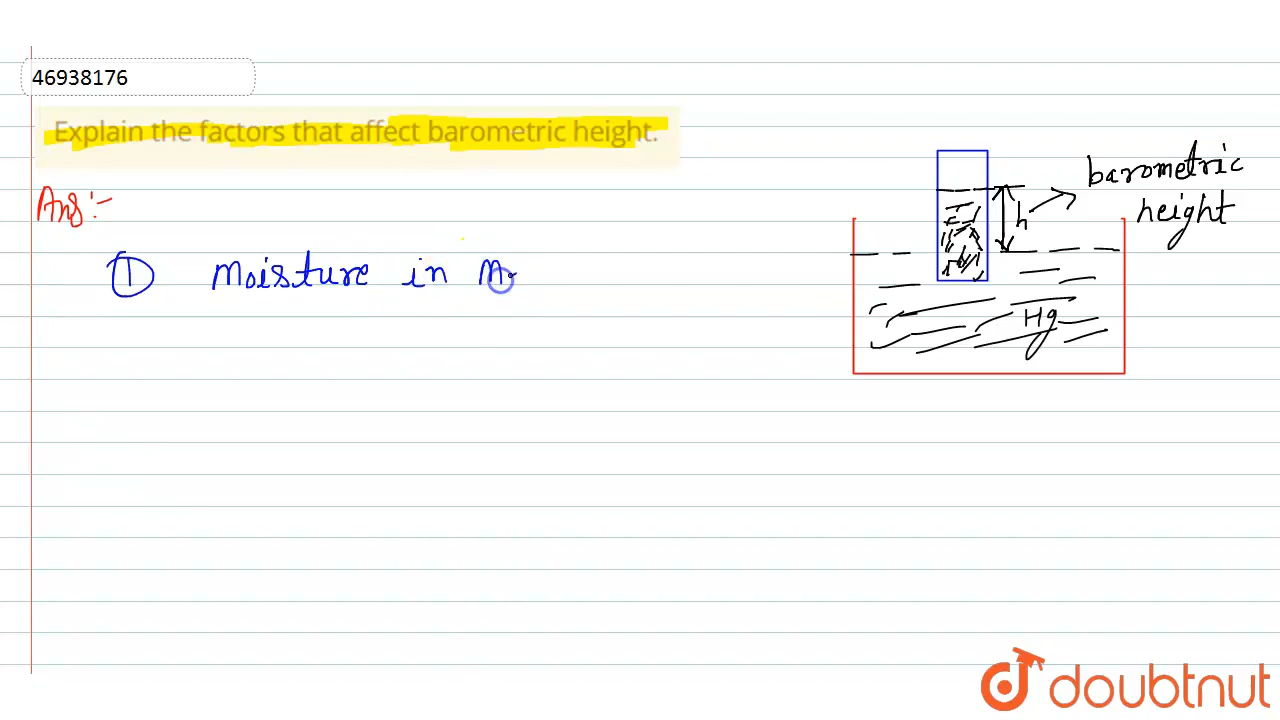 46938176
Explain the factors that affect barometric height.
Ans:-
① Moisture in
barometric
height
h
Hg
doubtnut